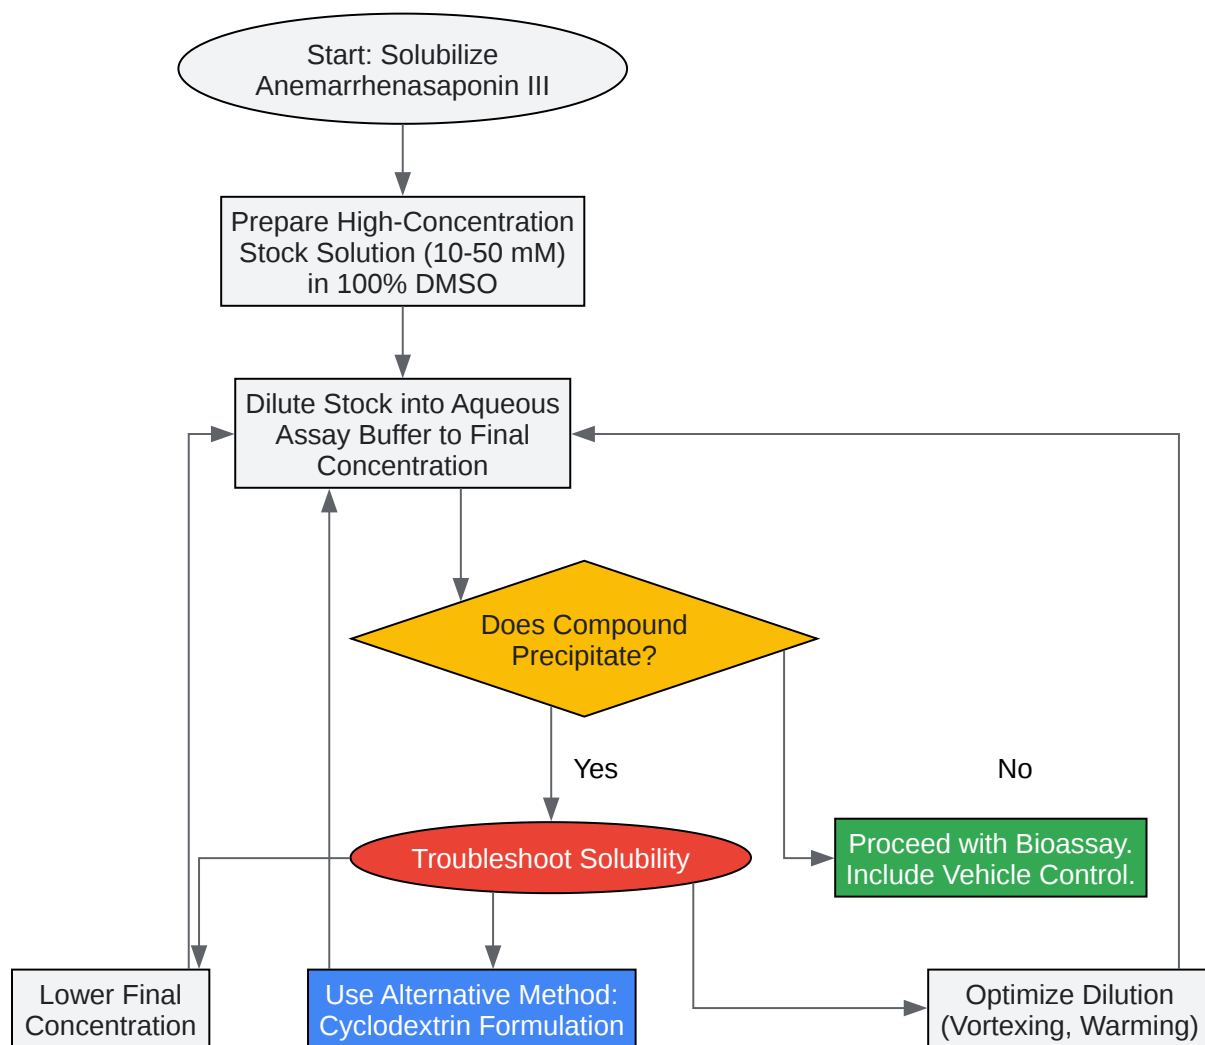 Start: Solubilize
Anemarrhenasaponin III
Prepare High-Concentration
Stock Solution (10-50 mM)
in 100% DMSO
Dilute Stock into Aqueous
Assay Buffer to Final
Concentration
Does Compound
Precipitate?
Yes
No
Troubleshoot Solubility
Proceed with Bioassay.
Include Vehicle Control.
Lower Final
Concentration
Use Alternative Method:
Cyclodextrin Formulation
Optimize Dilution
(Vortexing, Warming)